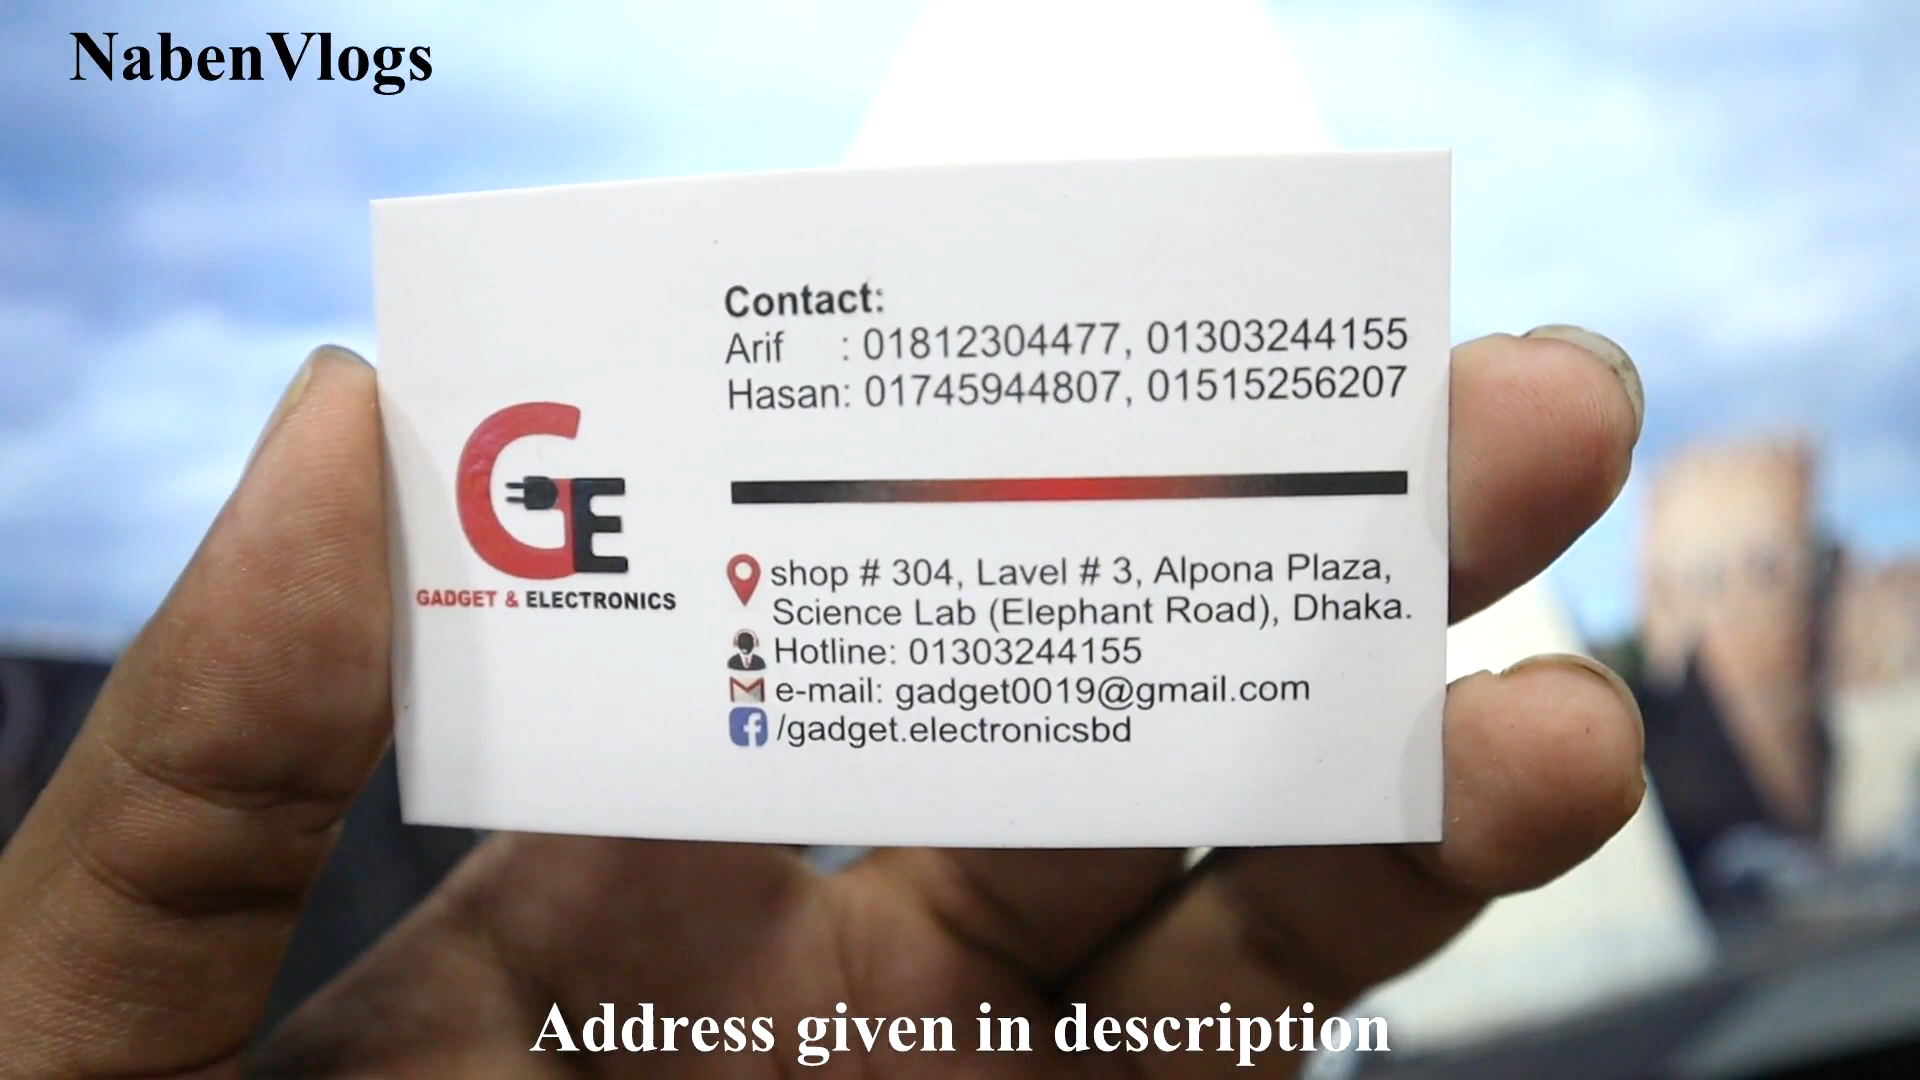 NabenVlogs
Contact:
Arif : 01812304477, 01303244155
Hasan: 01745944807, 01515256207
GE
GADGET & ELECTRONICS
shop # 304, Lavel # 3, Alpona Plaza,
Science Lab (Elephant Road), Dhaka.
Hotline: 01303244155
e-mail: gadget0019@gmail.com
f /gadget.electronicsbd
Address given in description